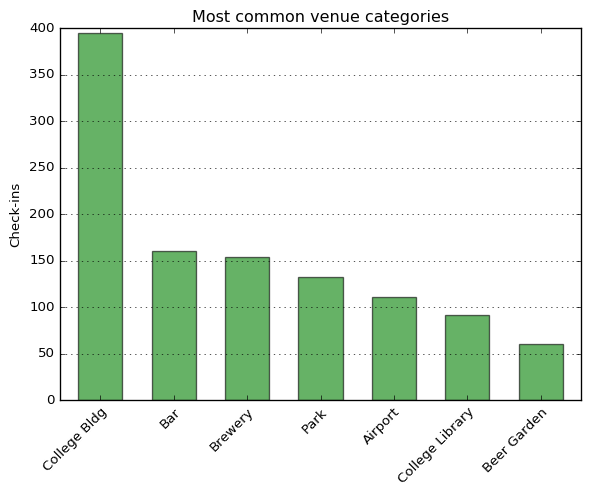 Most common venue categories
400
350
300
250
200
150
100
50
0
Check-ins
College Bldg
Bar
Brewery
Park
Airport
College Library
Beer Garden